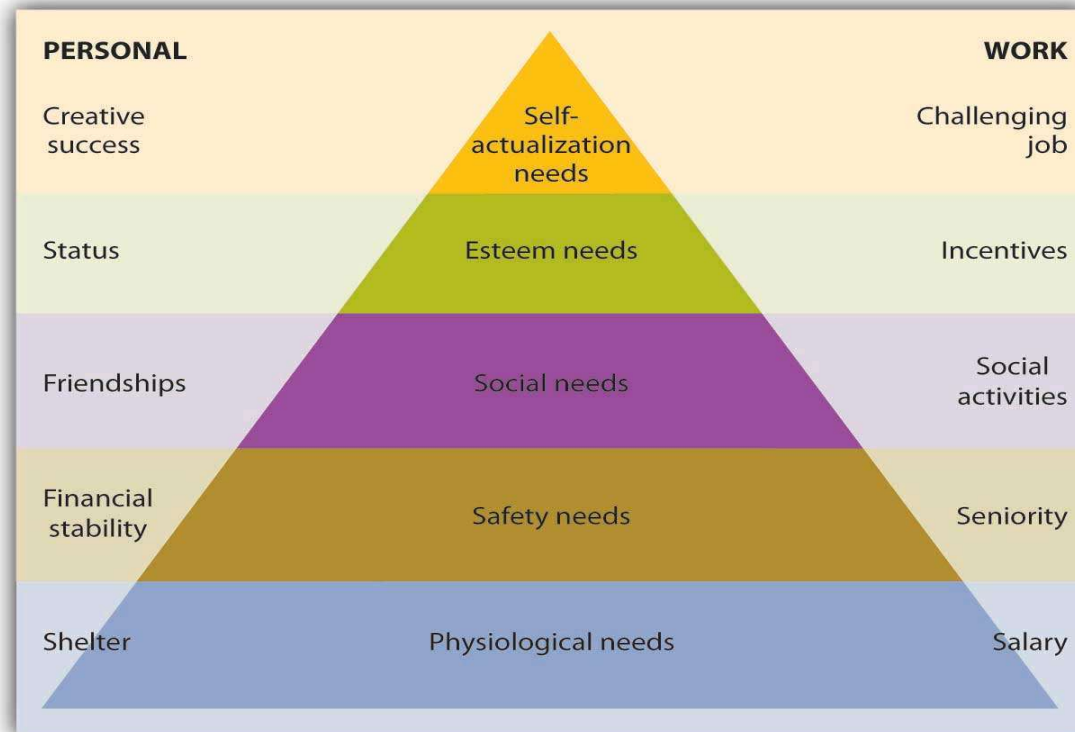 PERSONAL
WORK
Creative
success
Self-
actualization
needs
Challenging
job
Status
Esteem needs
Incentives
Friendships
Social needs
Social
activities
Financial
stability
Safety needs
Seniority
Shelter
Physiological needs
Salary